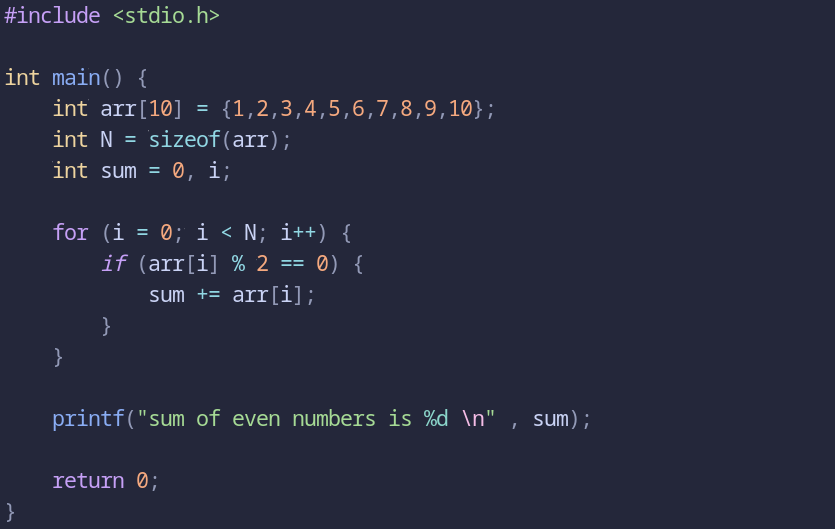 #include <stdio.h>

int main() {
    int arr[10] = {1,2,3,4,5,6,7,8,9,10};
    int N = sizeof(arr);
    int sum = 0, i;

    for (i = 0; i < N; i++) {
        if (arr[i] % 2 == 0) {
            sum += arr[i];
        }
    }

    printf("sum of even numbers is %d \n" , sum);

    return 0;
}